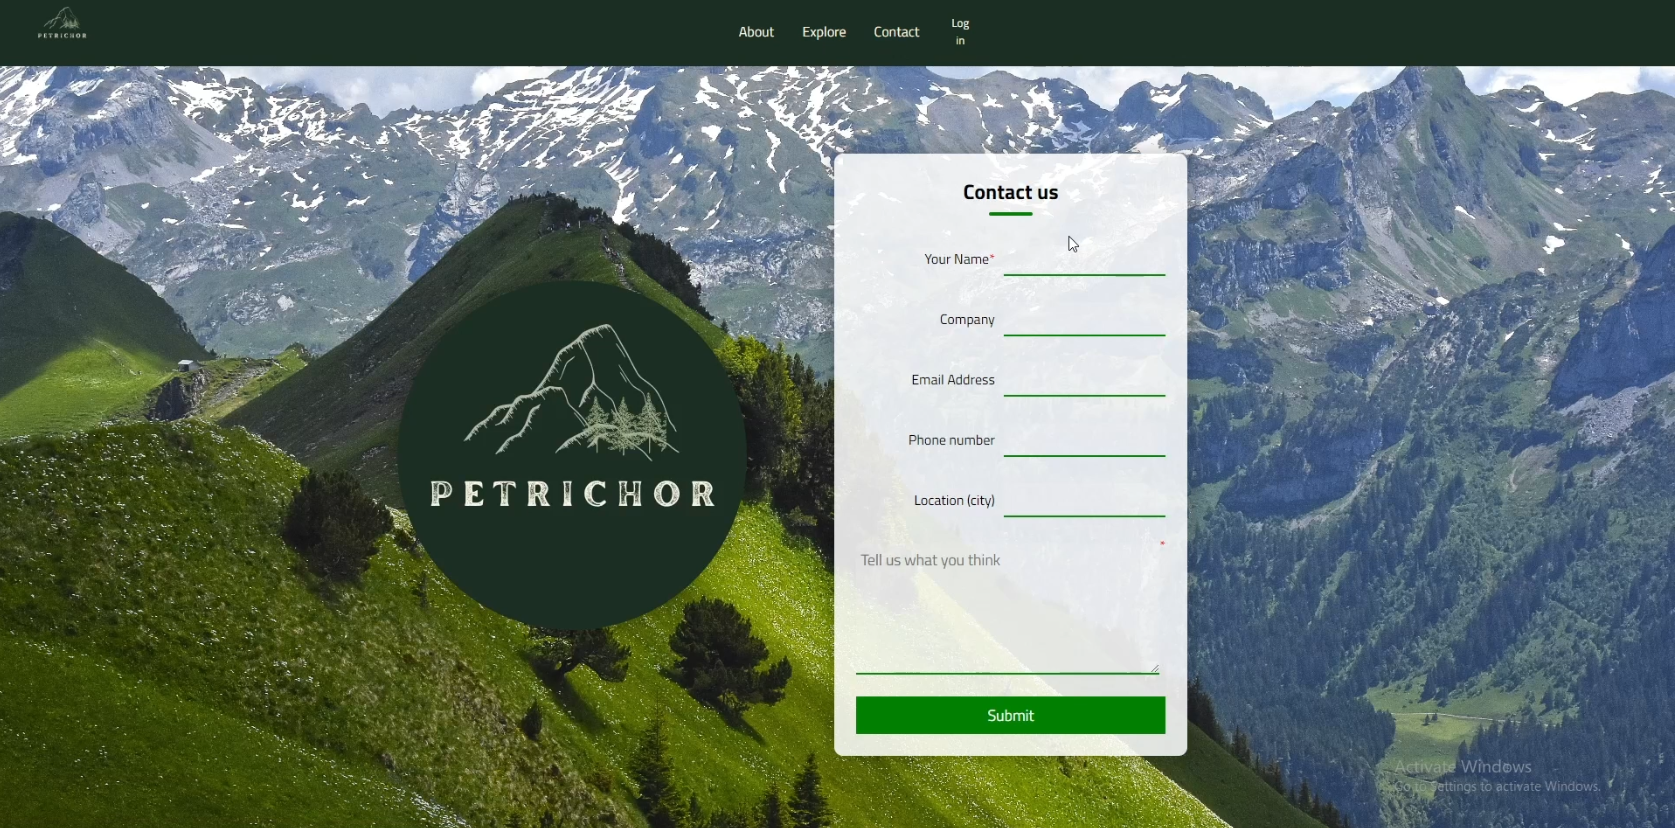 PETRICHOR
About Explore Contact Log in
Contact us
Your Name*
Company
Email Address
Phone number
Location (city)
PETRICHOR
*
Tell us what you think
Submit
Activate Windows
Go to Settings to activate Windows.